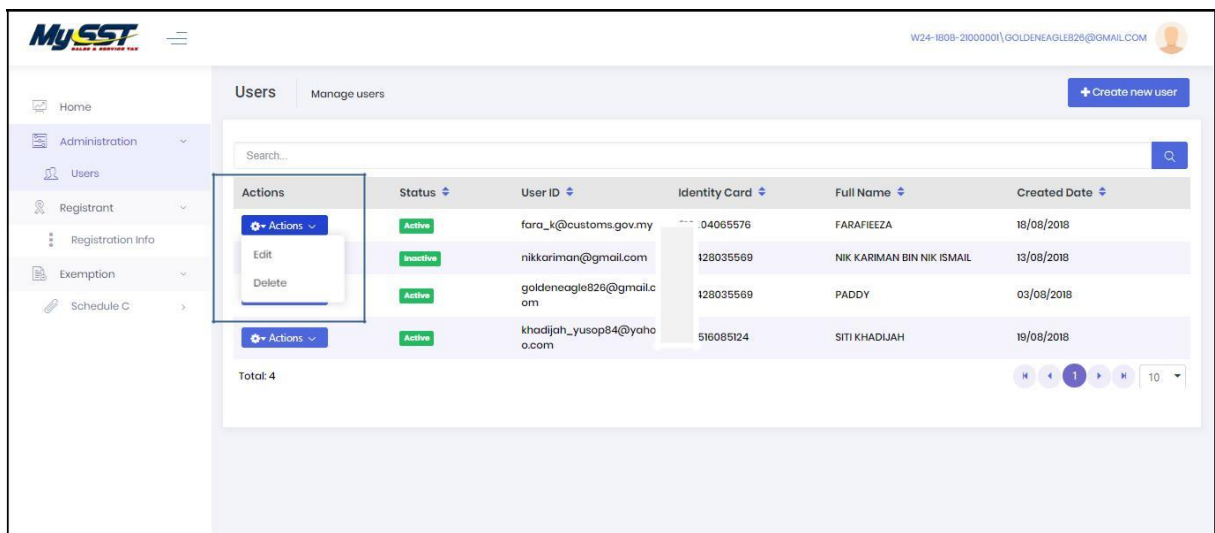 MySST
SALES & SERVICE TAX
W24-1808-21000001\GOLDENEAGLE826@GMAIL.COM
Home
Administration
Users
Registrant
Registration Info
Exemption
Schedule C
Users Manage users
Create new user
Search...
Actions Status User ID Identity Card Full Name Created Date
Actions Active fara_k@customs.gov.my 04065576 FARAFIEEZA 18/08/2018
Edit
Delete
Inactive nikkariman@gmail.com 428035569 NIK KARIMAN BIN NIK ISMAIL 13/08/2018
Active goldeneagle826@gmail.c
om 428035569 PADDY 03/08/2018
Actions Active khadijah_yusop84@yaho
o.com 516085124 SITI KHADIJAH 19/08/2018
Total: 4
1 10